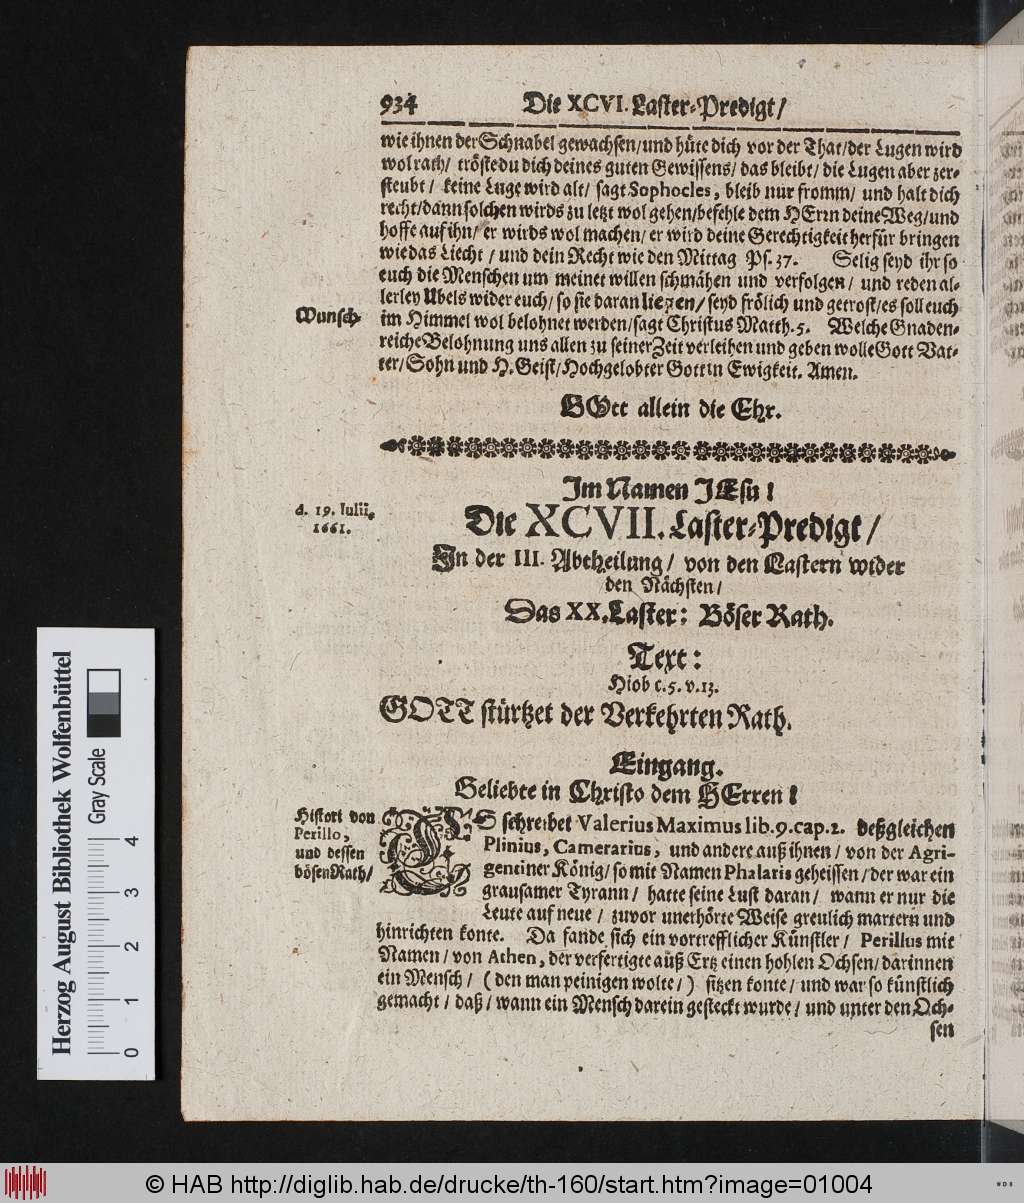 934 Die XCVI. Laster-Predigt/
wie ihnen der Schnabel gewachsen/und hüte dich vor der That/der Lugen wird
wol rath/ tröste du dich deines guten Gewissens/ das bleibt/ die Lugen aber zer-
steubt/ keine Luge wird alt/ sagt Sophocles, bleib nur fromm/ und halt dich
recht/dann solchen wirds zu letzt wol gehen/befehle dem HErrn deine Weg/und
hoffe auf ihn/ er wirds wol machen/ er wird deine Gerechtigkeit herfür bringen
wie das Liecht/ und dein Recht wie den Mittag Ps. 37. Selig seyd ihr so
euch die Menschen um meinet willen schmähen und verfolgen/ und reden al-
lerley Übels wider euch/ so sie daran liegen/ seyd frölich und getrost/es soll euch
Wunsch.
im Himmel wol belohnet werden/sagt Christus Matth. 5. Welche Gnaden-
reiche Belohnung uns allen zu seiner Zeit verleihen und geben wolle Gott Vat-
ter/ Sohn und H. Geist/Hochgelobter Gott in Ewigkeit. Amen.
GOtt allein die Ehr.
Im Namen JEsu!
d. 19. Iulii,
1661.
Die XCVII. Laster-Predigt/
In der III. Abtheilung/ von den Lastern wider
den Nächsten/
Das XX. Laster: Böser Rath.
Text:
Hiob c. 5. v. 13.
GOTT stürtzet der Verkehrten Rath.
Eingang.
Geliebte in Christo dem HErren!
Histori von
Perillo,
und dessen
bösen Rath/
ES schreibet Valerius Maximus lib. 9. cap. 2. deßgleichen
Plinius, Camerarius, und andere auß ihnen/ von der Agri-
gentiner König/ so mit Namen Phalaris geheissen/ der war ein
grausamer Tyrann/ hatte seine Lust daran/ wann er nur die
Leute auf neue/ zuvor unerhörte Weise greulich martern und
hinrichten konte. Da fande sich ein vortrefflicher Künstler/ Perillus mit
Namen/ von Athen, der verfertigte auß Ertz einen hohlen Ochsen/ darinnen
ein Mensch/ (den man peinigen wolte/) sitzen konte/ und war so künstlich
gemacht/ daß/ wann ein Mensch darein gesteckt wurde/ und unter den Och-
sen
Herzog August Bibliothek Wolfenbüttel
Gray Scale
0 1 2 3 4
© HAB http://diglib.hab.de/drucke/th-160/start.htm?image=01004